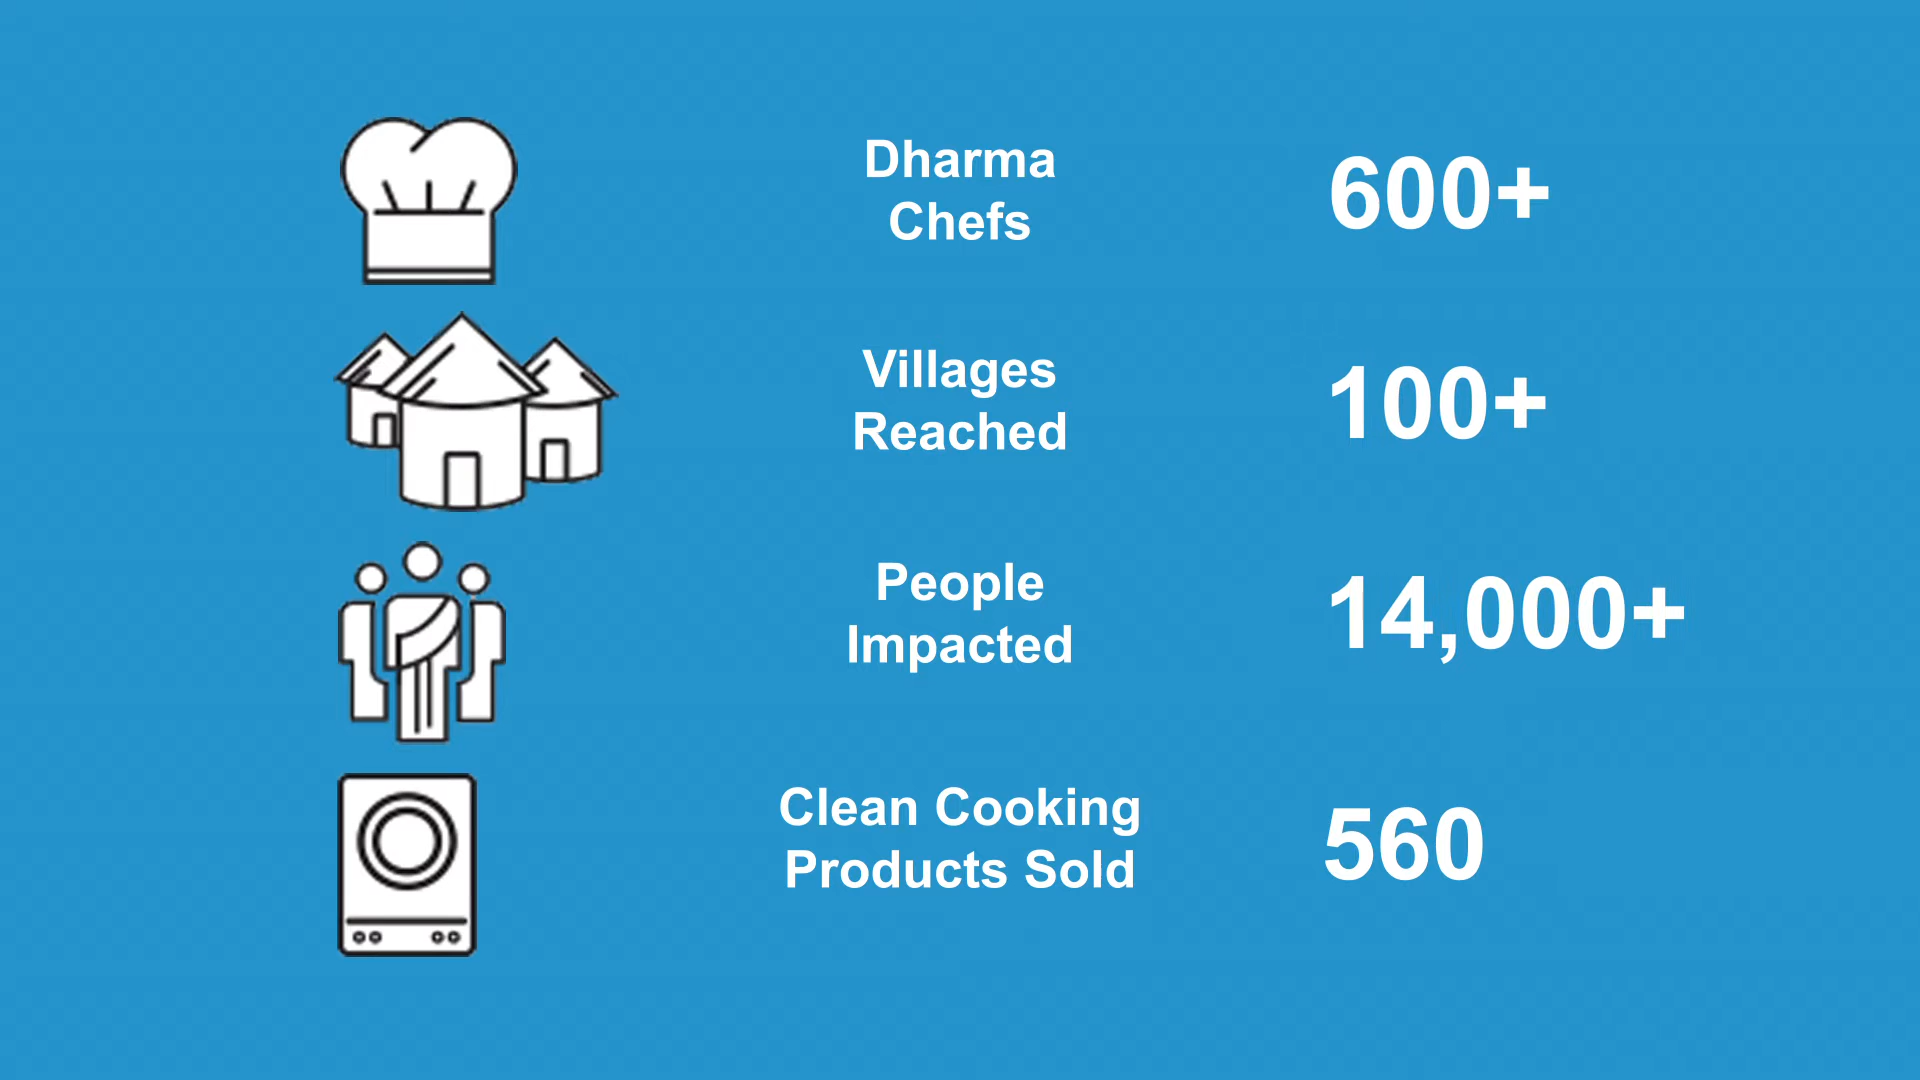 Dharma
Chefs
600+
Villages
Reached
100+
People
Impacted
14,000+
Clean Cooking
Products Sold
560